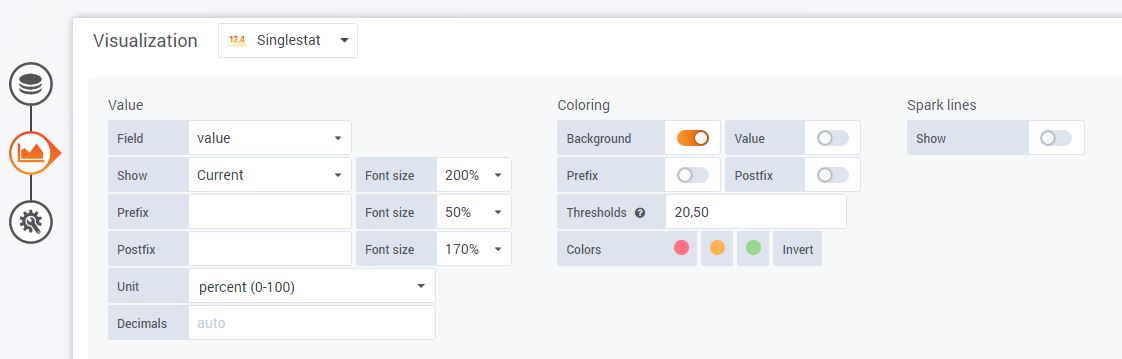 Visualization 12.4 Singlestat
Value
Field value
Show Current Font size 200%
Prefix Font size 50%
Postfix Font size 170%
Unit percent (0-100)
Decimals auto
Coloring
Background Value
Prefix Postfix
Thresholds ? 20,50
Colors Invert
Spark lines
Show